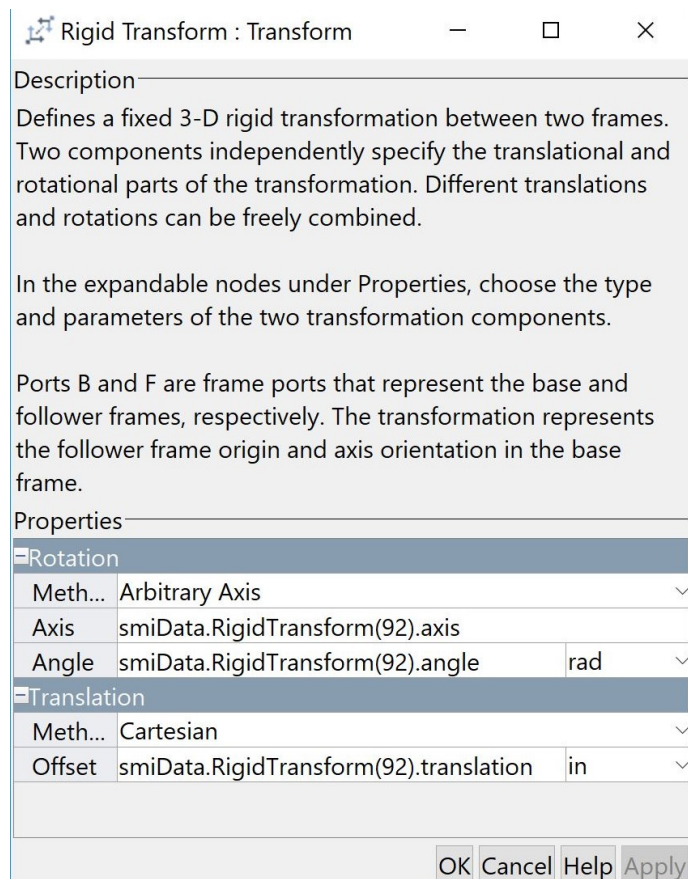 Rigid Transform : Transform
Description
Defines a fixed 3-D rigid transformation between two frames.
Two components independently specify the translational and
rotational parts of the transformation. Different translations
and rotations can be freely combined.
In the expandable nodes under Properties, choose the type
and parameters of the two transformation components.
Ports B and F are frame ports that represent the base and
follower frames, respectively. The transformation represents
the follower frame origin and axis orientation in the base
frame.
Properties
Rotation
Meth... Arbitrary Axis
Axis smiData.RigidTransform(92).axis
Angle smiData.RigidTransform(92).angle rad
Translation
Meth... Cartesian
Offset smiData.RigidTransform(92).translation in
OK Cancel Help Apply